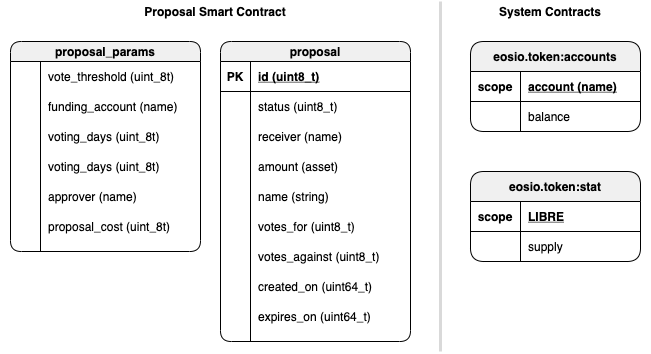 Proposal Smart Contract
proposal_params
vote_threshold (uint_8t)
funding_account (name)
voting_days (uint_8t)
voting_days (uint_8t)
approver (name)
proposal_cost (uint_8t)
proposal
PK id (uint8_t)
status (uint8_t)
receiver (name)
amount (asset)
name (string)
votes_for (uint8_t)
votes_against (uint8_t)
created_on (uint64_t)
expires_on (uint64_t)
System Contracts
eosio.token:accounts
scope account (name)
balance
eosio.token:stat
scope LIBRE
supply